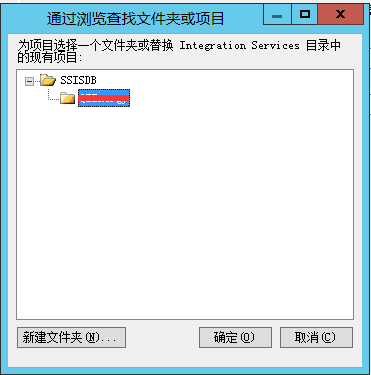 通过浏览查找文件夹或项目
为项目选择一个文件夹或替换 Integration Services 目录中
的现有项目:
SSISDB
新建文件夹(N)...
确定(O)
取消(C)